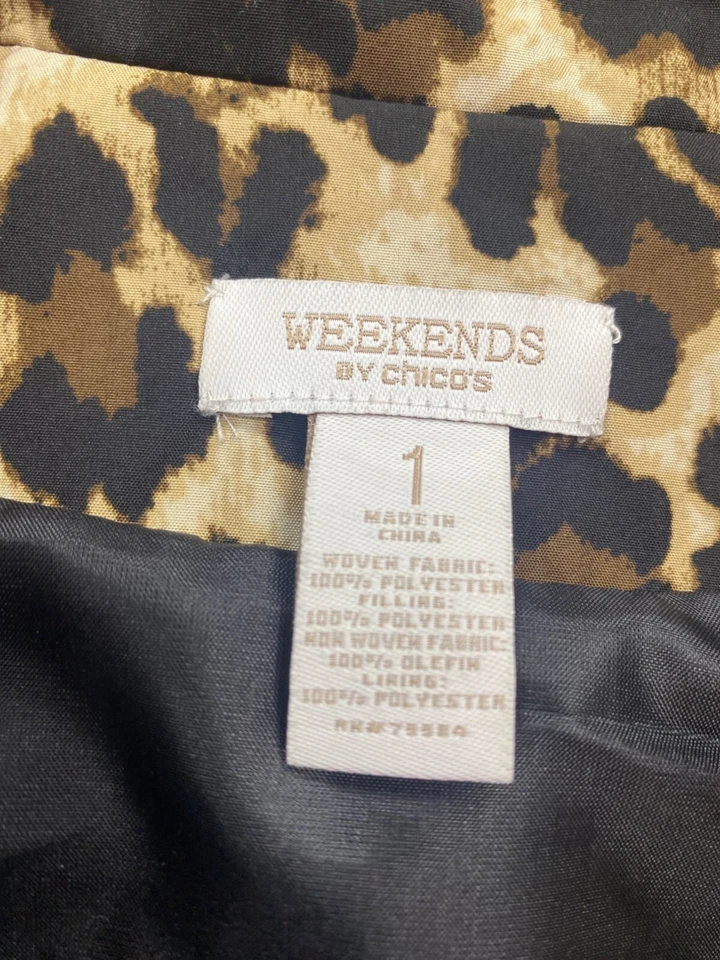 WEEKENDS
BY chico's
1
MADE IN
CHINA
WOVEN FABRIC:
100% POLYESTER
FILLING:
100% POLYESTER
NON WOVEN FABRIC:
100% OLEFIN
LINING:
100% POLYESTER
RN#79984